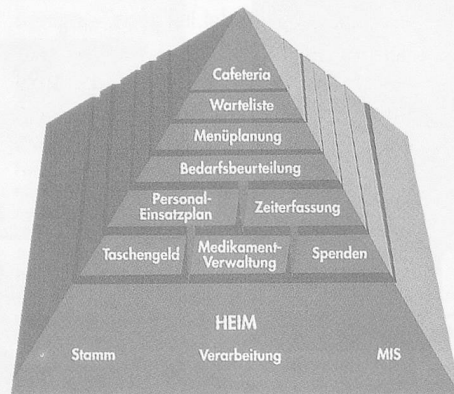 Cafeteria
Warteliste
Menüplanung
Bedarfsbeurteilung
Personal-
Einsatzplan
Zeiterfassung
Taschengeld
Medikament-
Verwaltung
Spenden
HEIM
Stamm Verarbeitung MIS